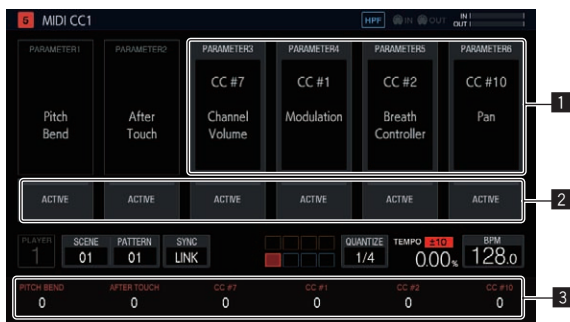 6 MIDI CC1 HPF IN OUT IN OUT
PARAMETER1 PARAMETER2 PARAMETER3 PARAMETER4 PARAMETER5 PARAMETER6
CC #7 CC #1 CC #2 CC #10
Pitch Bend After Touch Channel Volume Modulation Breath Controller Pan
1
ACTIVE ACTIVE ACTIVE ACTIVE ACTIVE ACTIVE
2
PLAYER SCENE PATTERN SYNC QUANTIZE TEMPO ±10 BPM
1 01 01 LINK 1/4 0.00% 128.0
PITCH BEND AFTER TOUCH CC #7 CC #1 CC #2 CC #10
0 0 0 0 0 0
3